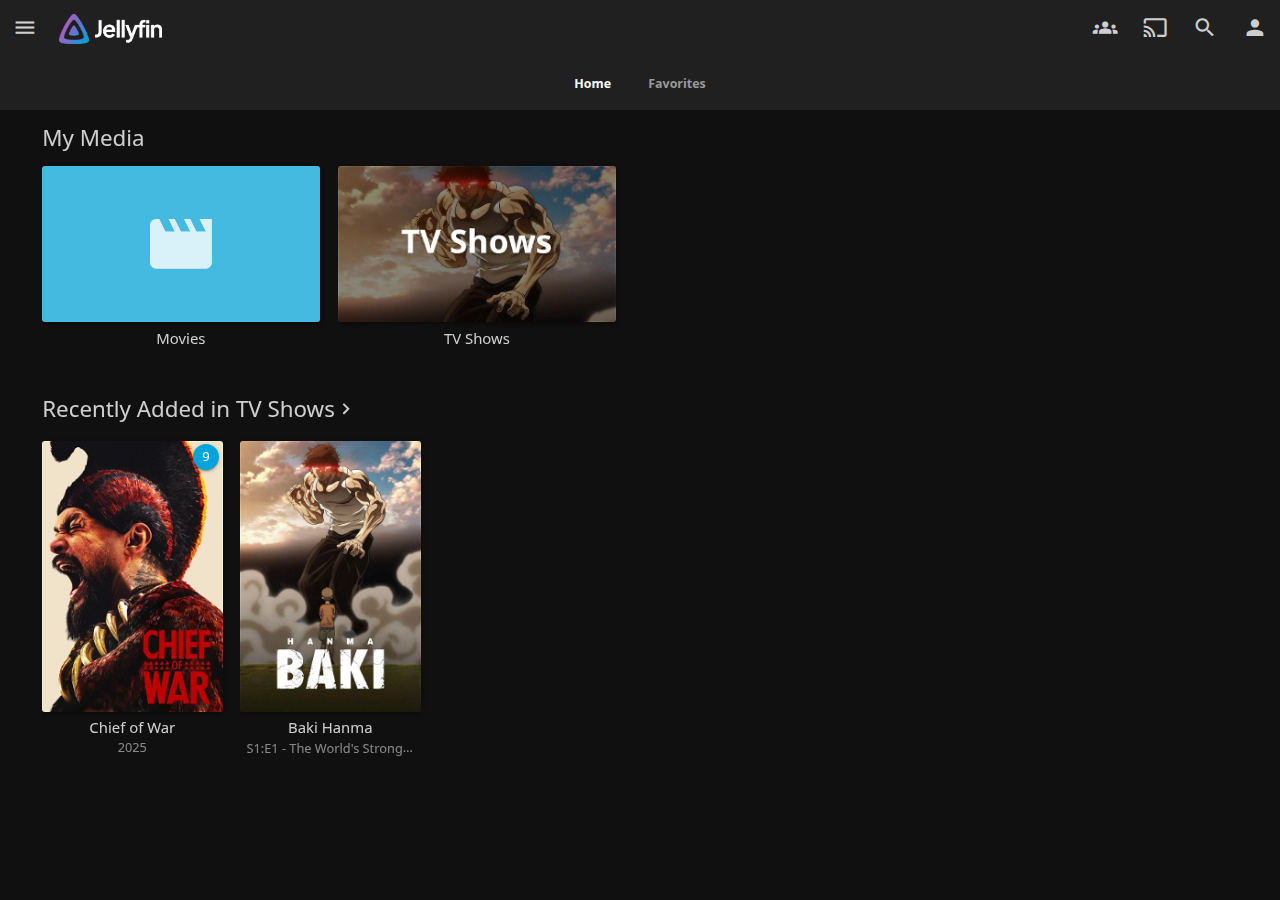 Jellyfin
Home
Favorites
My Media
TV Shows
Movies
TV Shows
Recently Added in TV Shows
9
CHIEF
OF
WAR
HANMA
BAKI
Chief of War
2025
Baki Hanma
S1:E1 - The World's Strong...